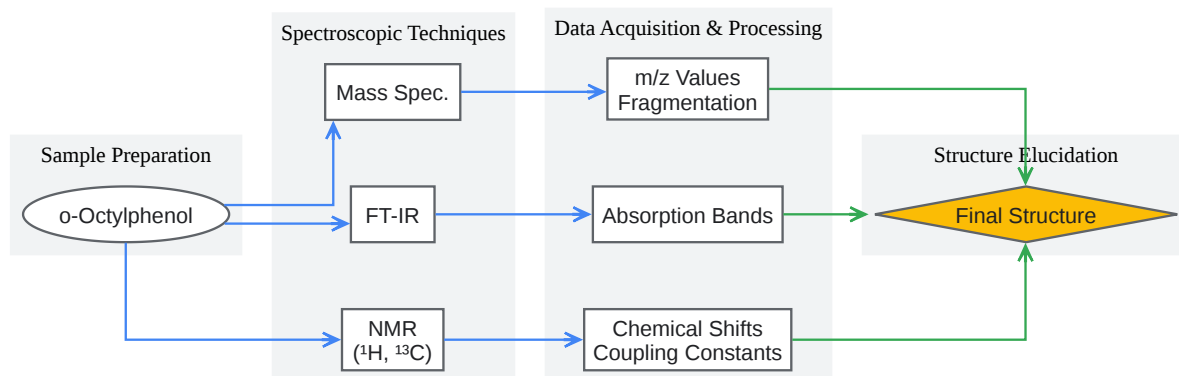 Spectroscopic Techniques
Data Acquisition & Processing
Mass Spec.
m/z Values
Fragmentation
Sample Preparation
Structure Elucidation
o-Octylphenol
FT-IR
Absorption Bands
Final Structure
NMR
(¹H, ¹³C)
Chemical Shifts
Coupling Constants